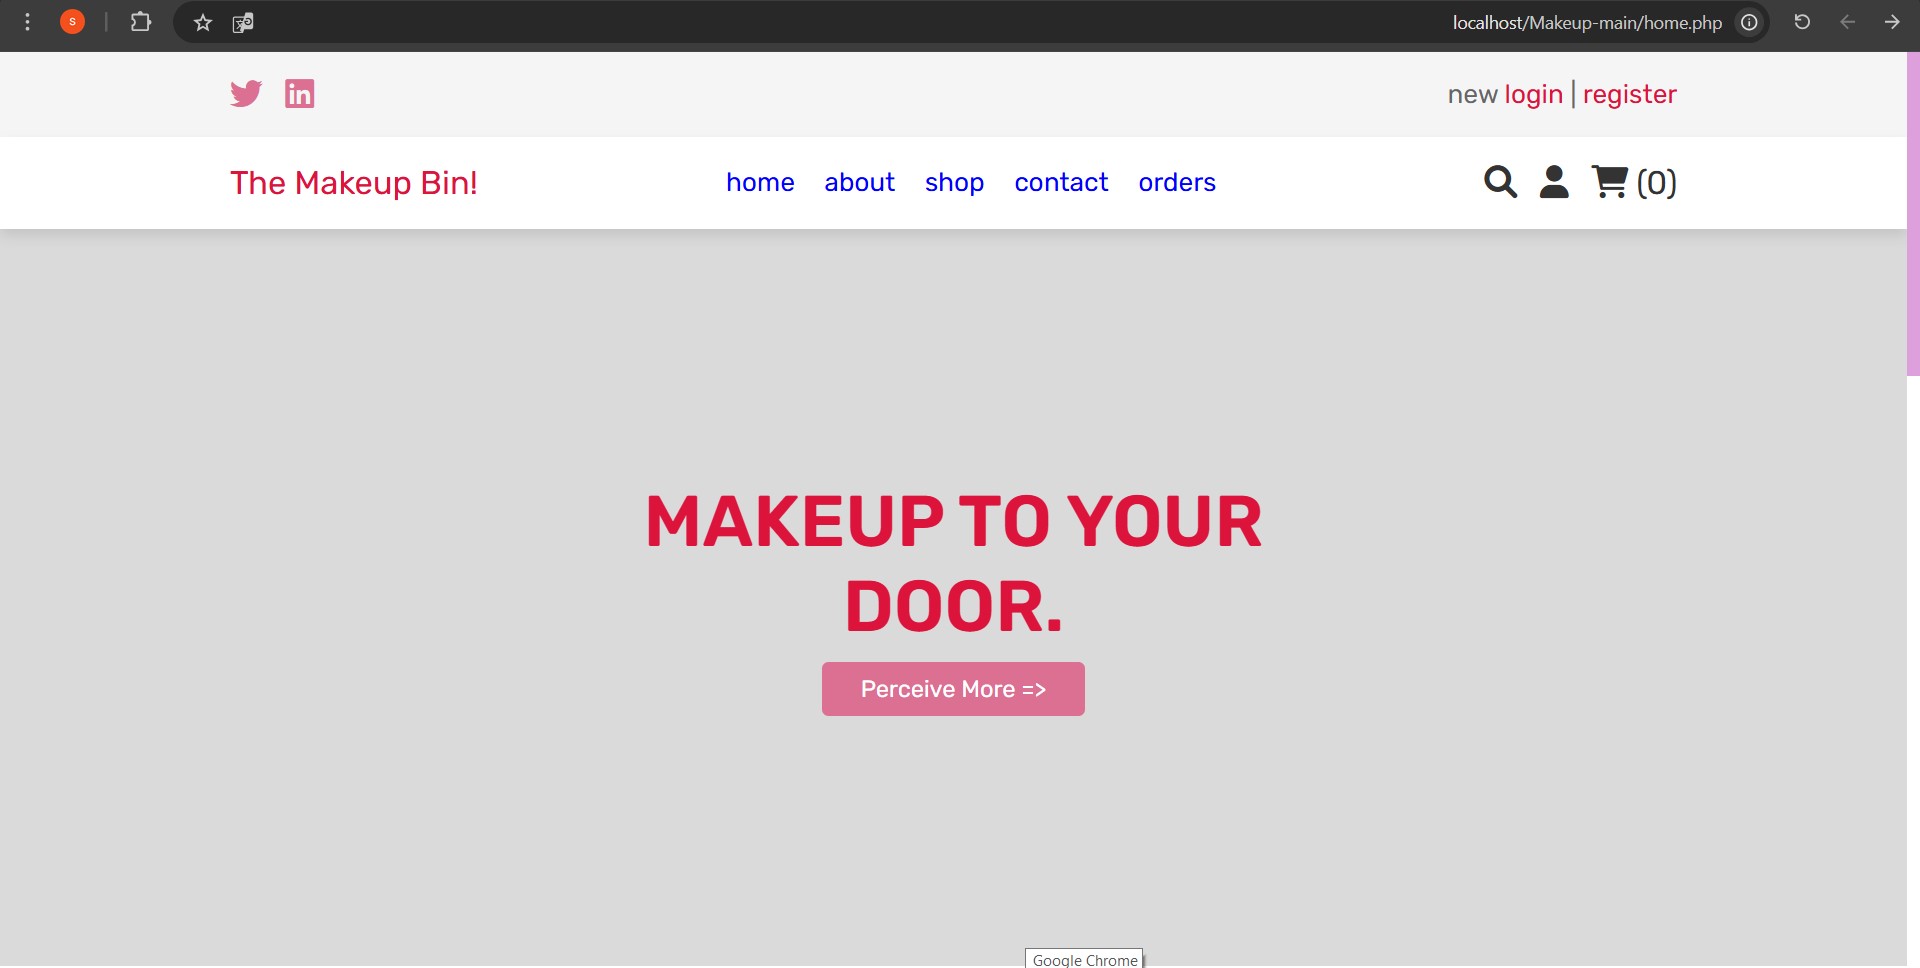 S
localhost/Makeup-main/home.php
new login | register
The Makeup Bin!
home about shop contact orders
(0)
MAKEUP TO YOUR
DOOR.
Perceive More =>
Google Chrome